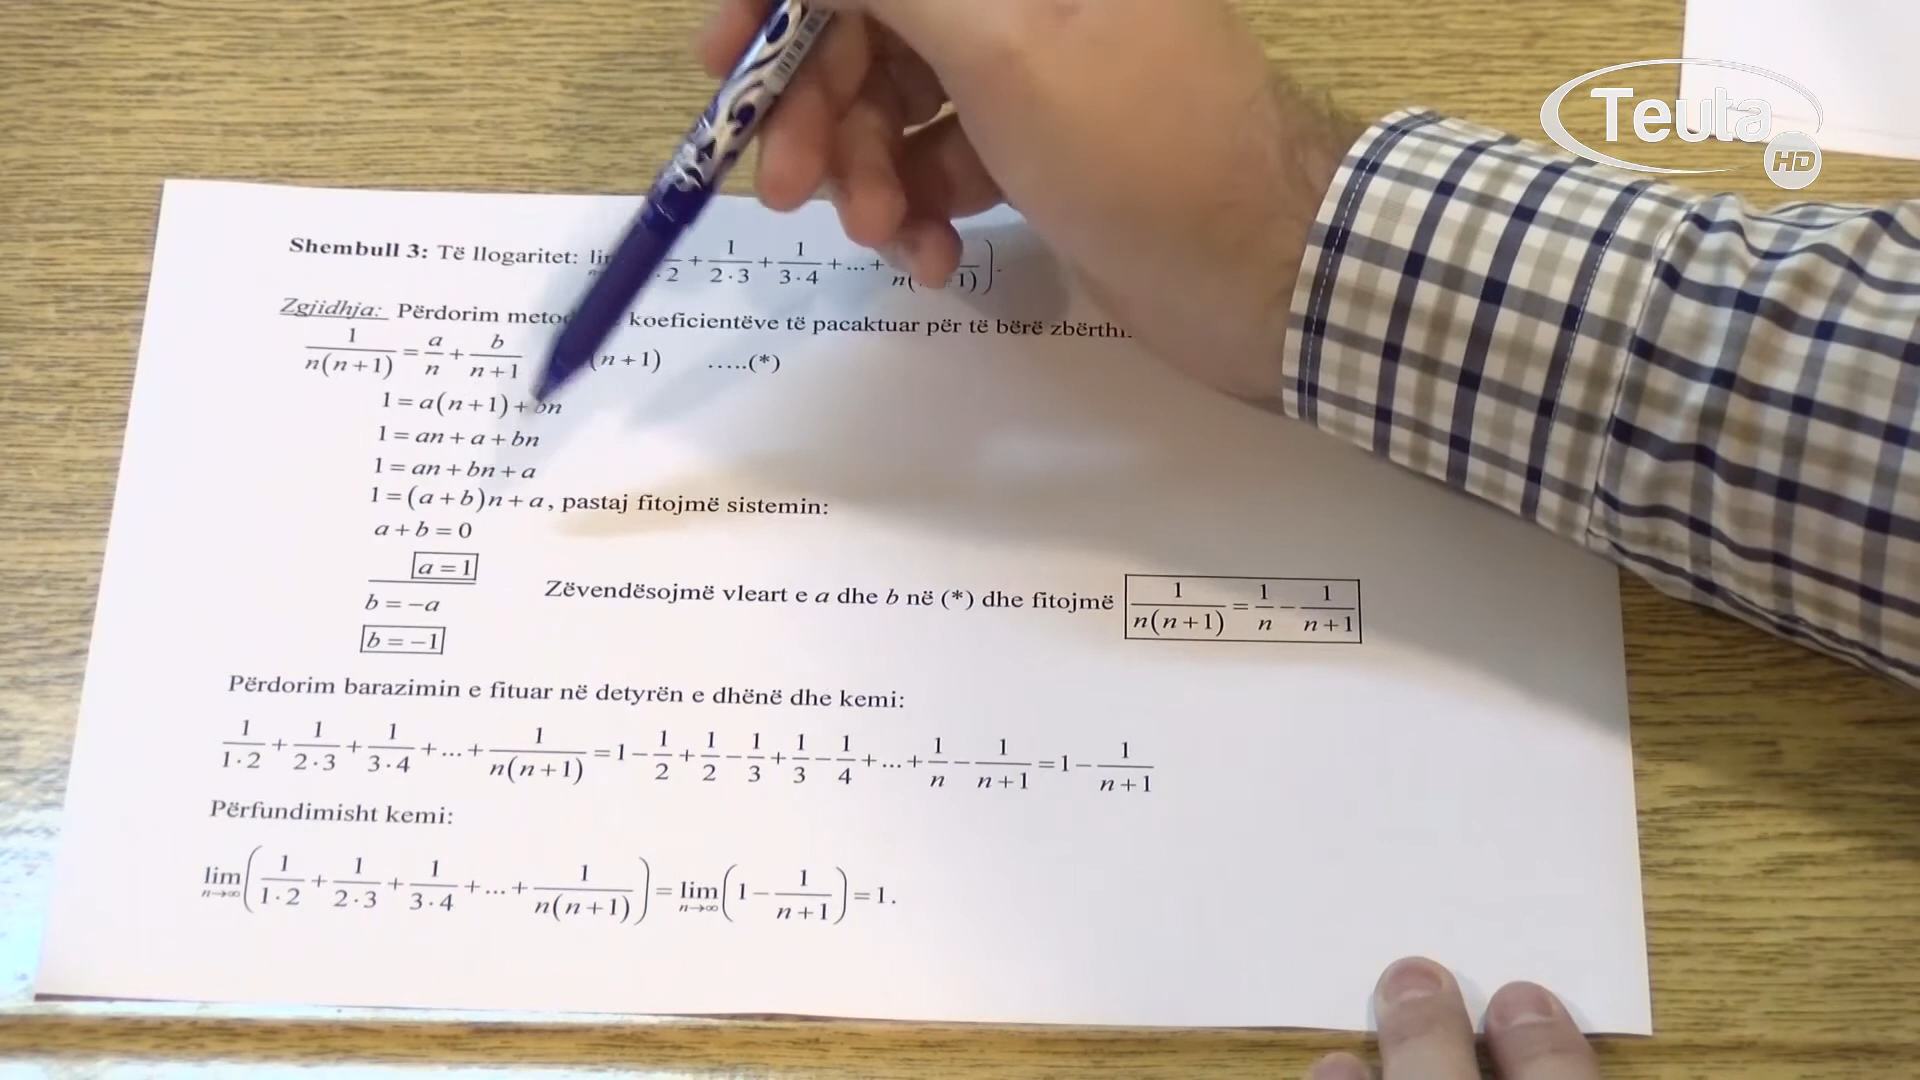 Teuta
HD
Shembull 3: Të llogaritet: 2 + 1/(2·3) + 1/(3·4) + ... +
Zgjidhja: Përdorim koeficientëve të pacaktuar për të bërë
1/(n(n+1)) = a/n + b/(n+1) (n+1) .....(*)
1 = a(n+1) + bn
1 = an + a + bn
1 = an + bn + a
1 = (a+b)n + a, pastaj fitojmë sistemin:
a + b = 0
a = 1
b = −a
b = −1
Zëvendësojmë vleart e a dhe b në (*) dhe fitojmë 1/(n(n+1)) = 1/n − 1/(n+1)
Përdorim barazimin e fituar në detyrën e dhënë dhe kemi:
1/(1·2) + 1/(2·3) + 1/(3·4) + ... + 1/(n(n+1)) = 1 − 1/2 + 1/2 − 1/3 + 1/3 − 1/4 + ... + 1/n − 1/(n+1) = 1 − 1/(n+1)
Përfundimisht kemi:
lim n→∞ (1/(1·2) + 1/(2·3) + 1/(3·4) + ... + 1/(n(n+1))) = lim n→∞ (1 − 1/(n+1)) = 1.